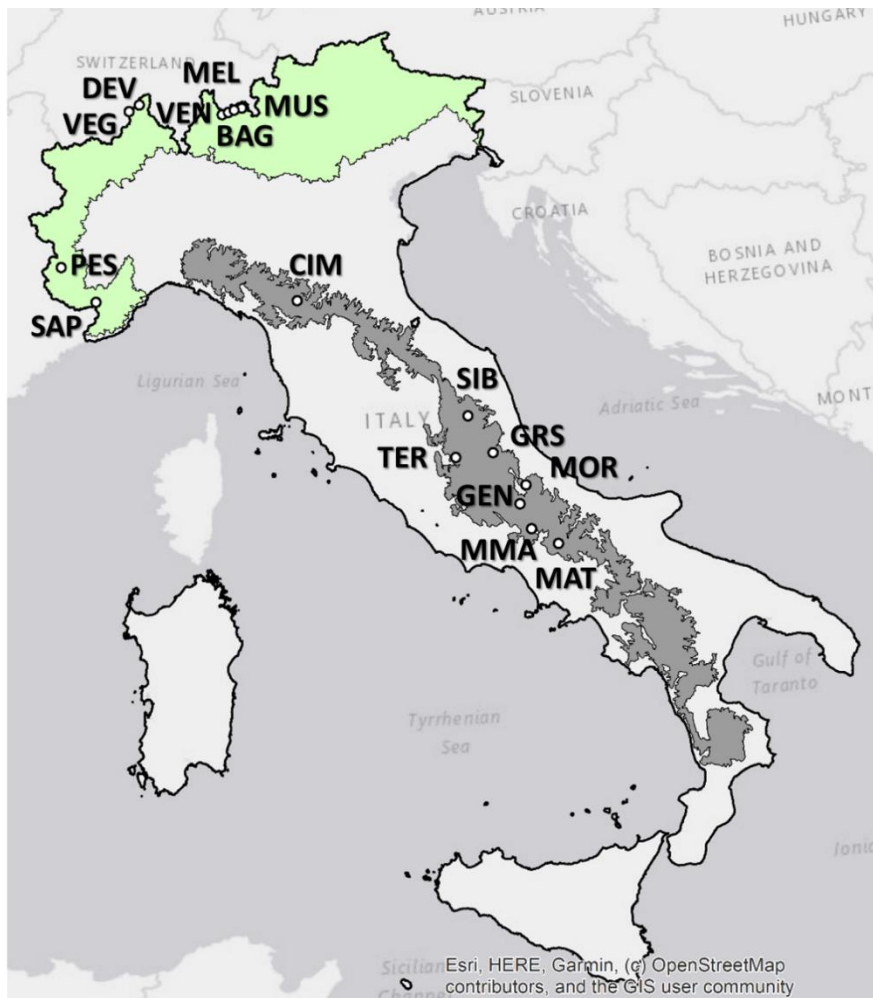 AUSTRIA
HUNGARY
SWITZERLAND
MEL
DEV
VEN
MUS
VEG
BAG
SLOVENIA
CROATIA
BOSNIA AND
HERZEGOVINA
PES
CIM
SAP
Ligurian Sea
SIB
MONT
Adriatic Sea
ITALY
GRS
TER
MOR
GEN
MMA
MAT
Gulf of
Taranto
Tyrrhenian
Sea
Ionia
Sicilian
Channel
Esri, HERE, Garmin, (c) OpenStreetMap
contributors, and the GIS user community